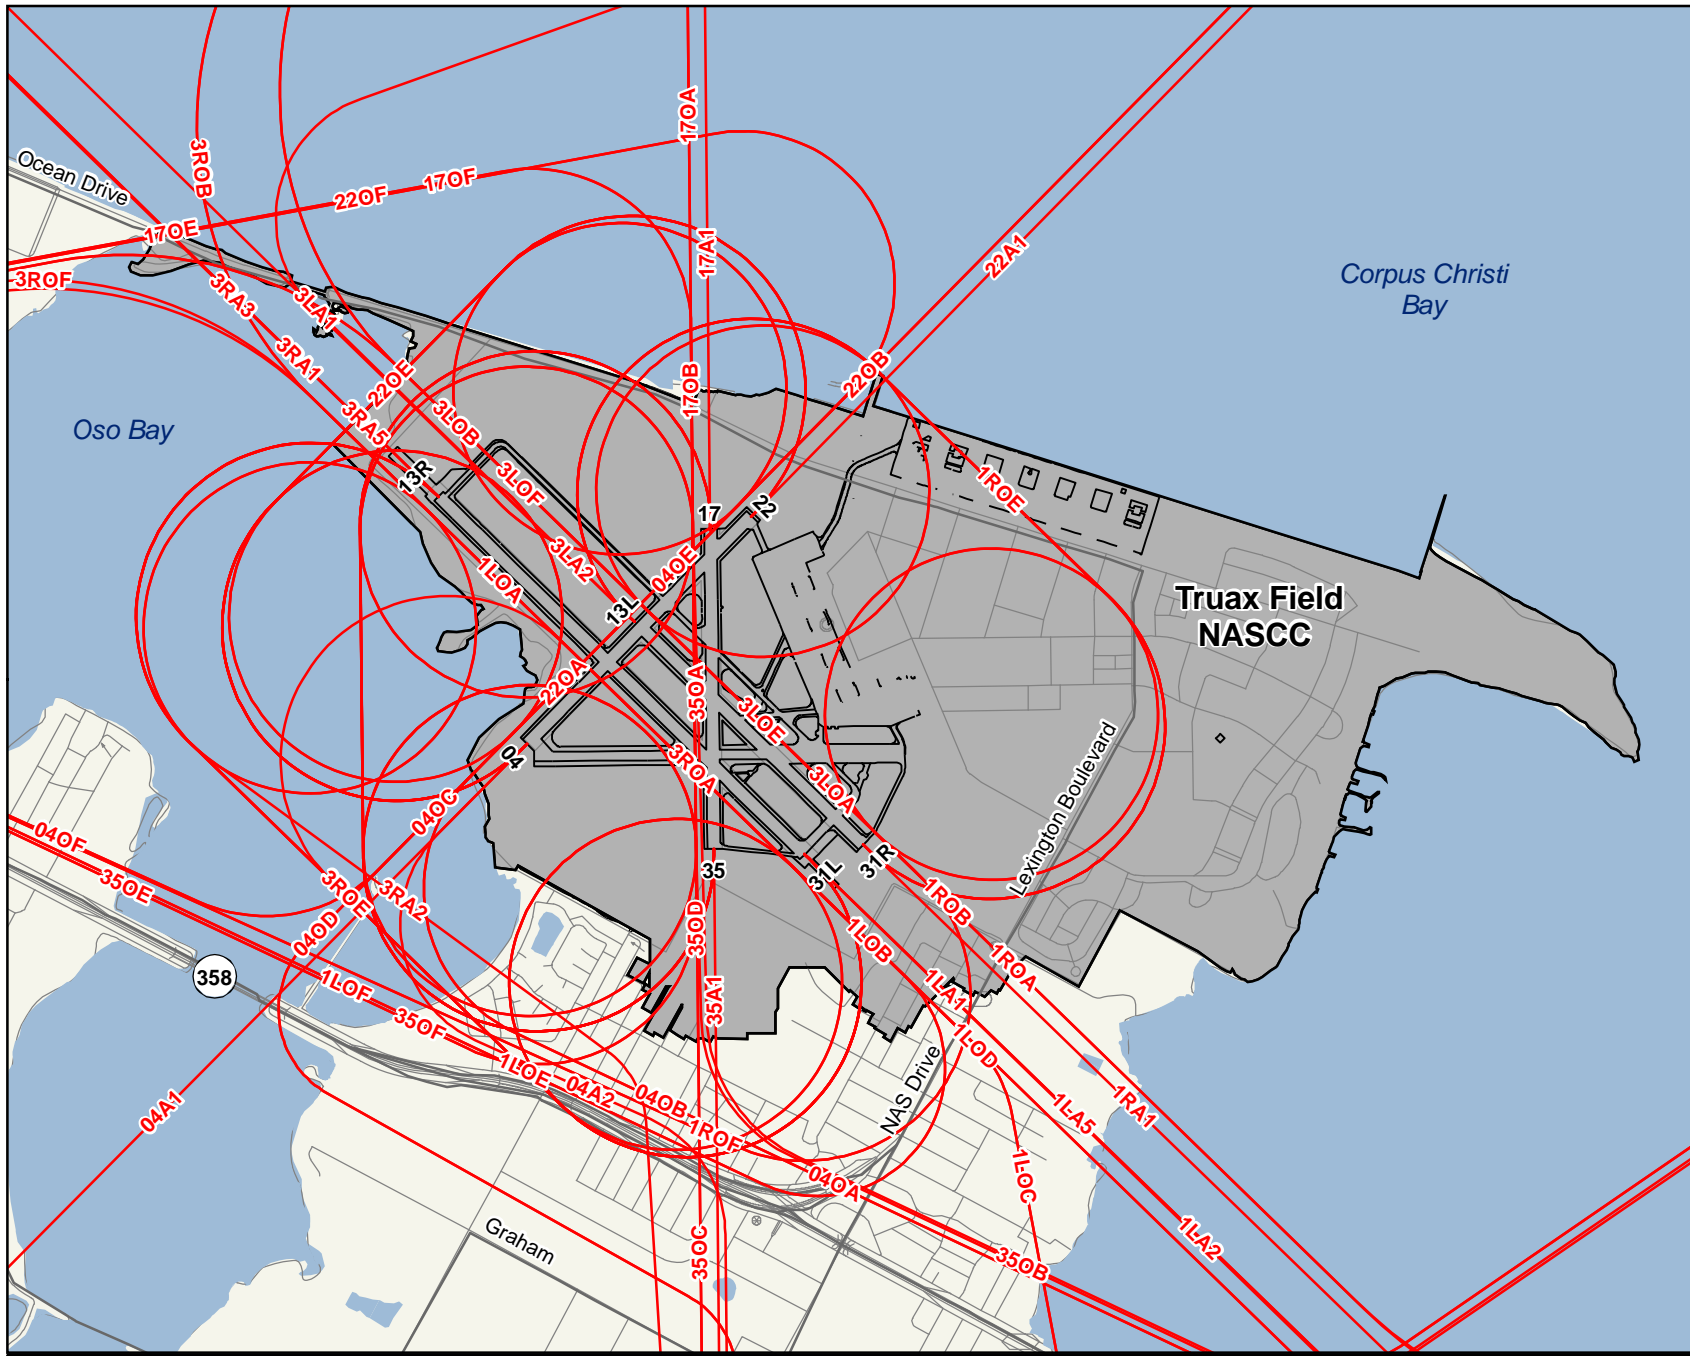 17OA
3ROB
Ocean Drive
17OF
22OF
17OE
17A1
22A1
3ROF
3RA3
3LA1
Corpus Christi
Bay
3RA1
22OE
17OB
22OB
3RA5
3LOB
Oso Bay
13R
3LOF
1ROE
17
22
1LOA
3LA2
04OE
13L
Truax Field
NASCC
22OA
35OA
3LOE
04
3ROA
3LOA
Lexington Boulevard
04OC
04OF
35OE
3ROE
3RA2
35
31L
31R
1ROB
04OD
35OD
1LOB
1ROA
358
1LOF
35OF
35A1
1LA1
1LOD
1LOE
04A2
04OB
1ROF
NAS Drive
04A1
1LA5
1RA1
04OA
1LOC
Graham
35OC
35OB
1LA2